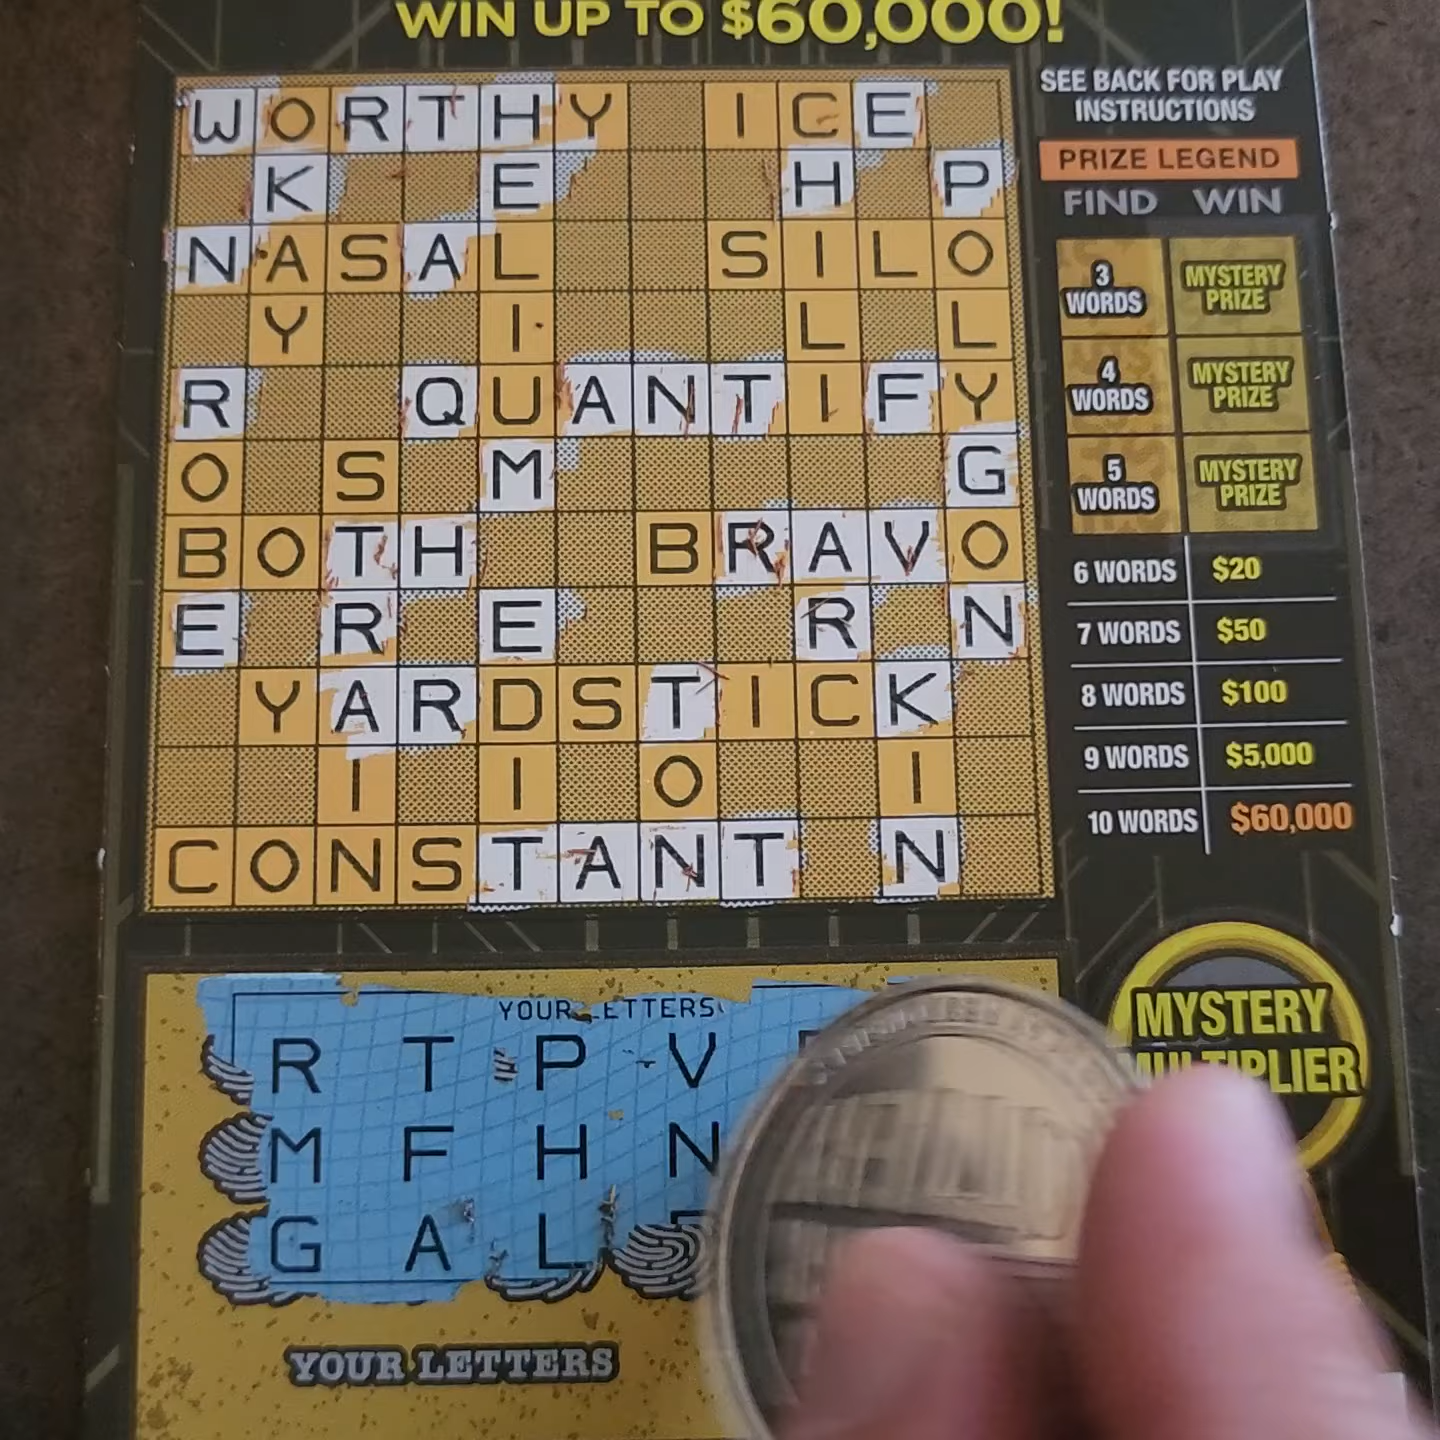 WIN UP TO $60,000!
WORTHY ICE
K E H P
NASAL SILO
Y I L L
R QUANTIFY
O S M G
BOTH BRAVO
E R E R N
YARDSTICK
I I O I
CONSTANT N
SEE BACK FOR PLAY
INSTRUCTIONS
PRIZE LEGEND
FIND WIN
3 WORDS MYSTERY PRIZE
4 WORDS MYSTERY PRIZE
5 WORDS MYSTERY PRIZE
6 WORDS $20
7 WORDS $50
8 WORDS $100
9 WORDS $5,000
10 WORDS $60,000
YOUR LETTERS
R T P V
M F H N
G A L
YOUR LETTERS
MYSTERY
MULTIPLIER